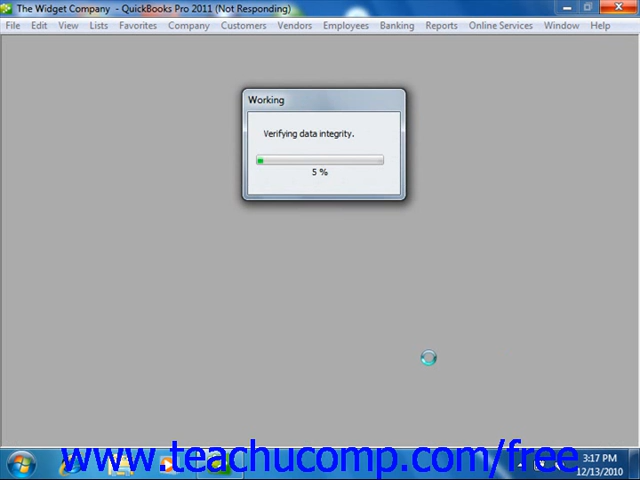 The Widget Company - QuickBooks Pro 2011 (Not Responding)
File Edit View Lists Favorites Company Customers Vendors Employees Banking Reports Online Services Window Help
Working
Verifying data integrity.
5 %
www.teachucomp.com/free
3:17 PM
12/13/2010